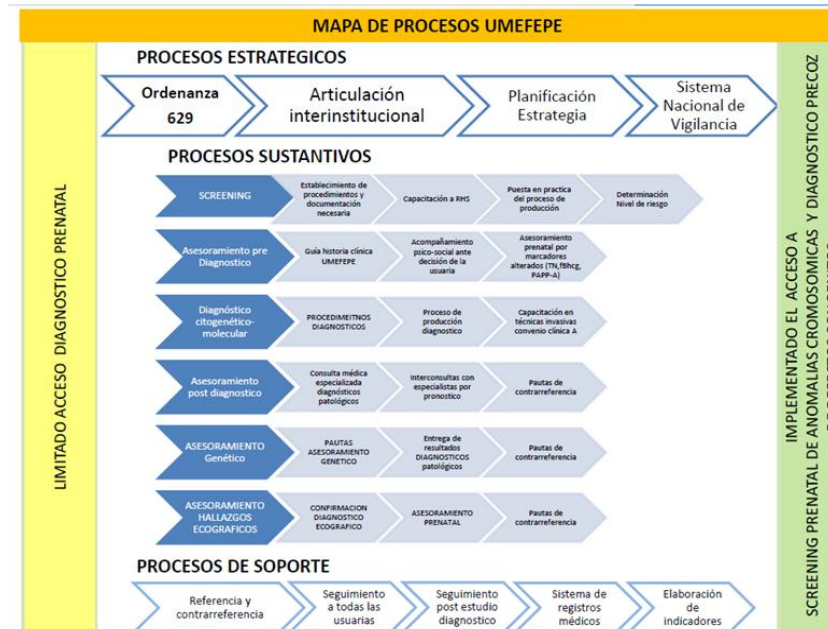 MAPA DE PROCESOS UMEFEPE
LIMITADO ACCESO DIAGNOSTICO PRENATAL
PROCESOS ESTRATEGICOS
Ordenanza
629
Articulación
interinstitucional
Planificación
Estrategia
Sistema
Nacional de
Vigilancia
PROCESOS SUSTANTIVOS
SCREENING
Establecimiento de
procedimientos y
documentación
necesaria
Capacitación a RHS
Puesta en practica
del proceso de
producción
Determinación
Nivel de riesgo
Asesoramiento pre
Diagnostico
Guía historia clínica
UMEFEPE
Acompañamiento
psico-social ante
decisión de la
usuaria
Asesoramiento
prenatal por
marcadores
alterados (TN,fBhcg,
PAPP-A)
Diagnóstico
citogenético-
molecular
PROCEDIMEITNOS
DIAGNOSTICOS
Proceso de
producción
diagnostico
Capacitación en
técnicas invasivas
convenio clínica A
Asesoramiento
post diagnostico
Consulta médica
especializada
diagnósticos
patológicos
Interconsultas con
especialistas por
pronostico
Pautas de
contrarreferencia
ASESORAMIENTO
Genético
PAUTAS
ASESORAMIENTO
GENETICO
Entrega de
resultados
DIAGNOSTICOS
patológicos
Pautas de
contrarreferencia
ASESORAMIENTO
HALLAZGOS
ECOGRAFICOS
CONFIRMACION
DIAGNOSTICO
ECOGRAFICO
ASESORAMIENTO
PRENATAL
Pautas de
contrarreferencia
PROCESOS DE SOPORTE
Referencia y
contrarreferencia
Seguimiento
a todas las
usuarias
Seguimiento
post estudio
diagnostico
Sistema de
registros
médicos
Elaboración
de
indicadores
IMPLEMENTADO EL ACCESO A
SCREENING PRENATAL DE ANOMALIAS CROMOSOMICAS Y DIAGNOSTICO PRECOZ